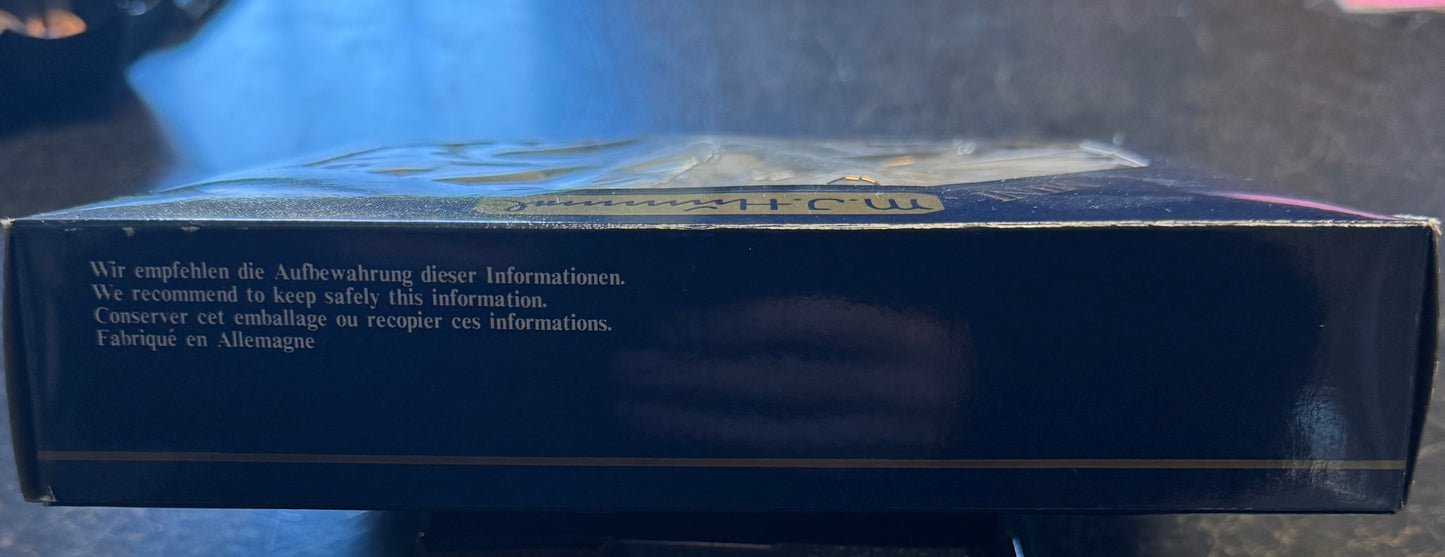 M.J.Hummel
Wir empfehlen die Aufbewahrung dieser Informationen.
We recommend to keep safely this information.
Conserver cet emballage ou recopier ces informations.
Fabriqué en Allemagne